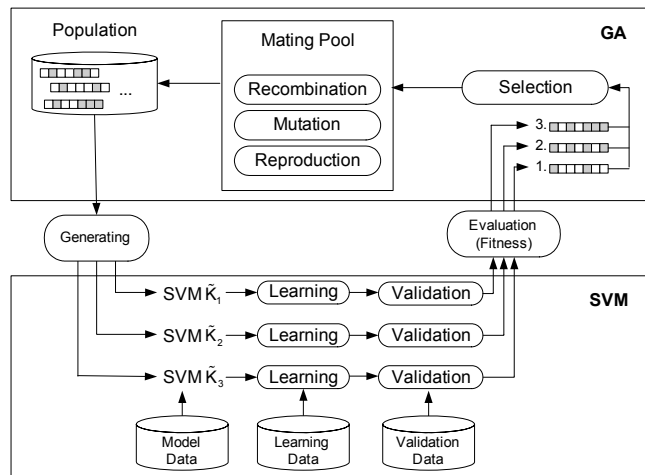 Population
...
Mating Pool
Recombination
Mutation
Reproduction
GA
Selection
3.
2.
1.
Generating
Evaluation
(Fitness)
SVM
SVM K̃₁
Learning
Validation
SVM K̃₂
Learning
Validation
SVM K̃₃
Learning
Validation
Model
Data
Learning
Data
Validation
Data